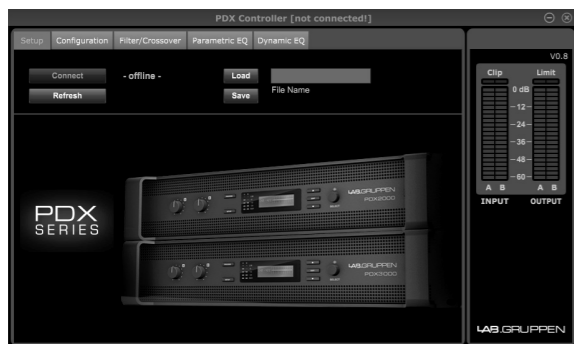 PDX Controller [not connected!]
Setup Configuration Filter/Crossover Parametric EQ Dynamic EQ
Connect - offline - Load
Refresh Save File Name
V0.8
Clip Limit
0 dB
-12-
-24-
-36-
-48-
-60-
A B A B
INPUT OUTPUT
PDX
SERIES
LAB.GRUPPEN
PDX2000
LAB.GRUPPEN
PDX3000
LAB.GRUPPEN